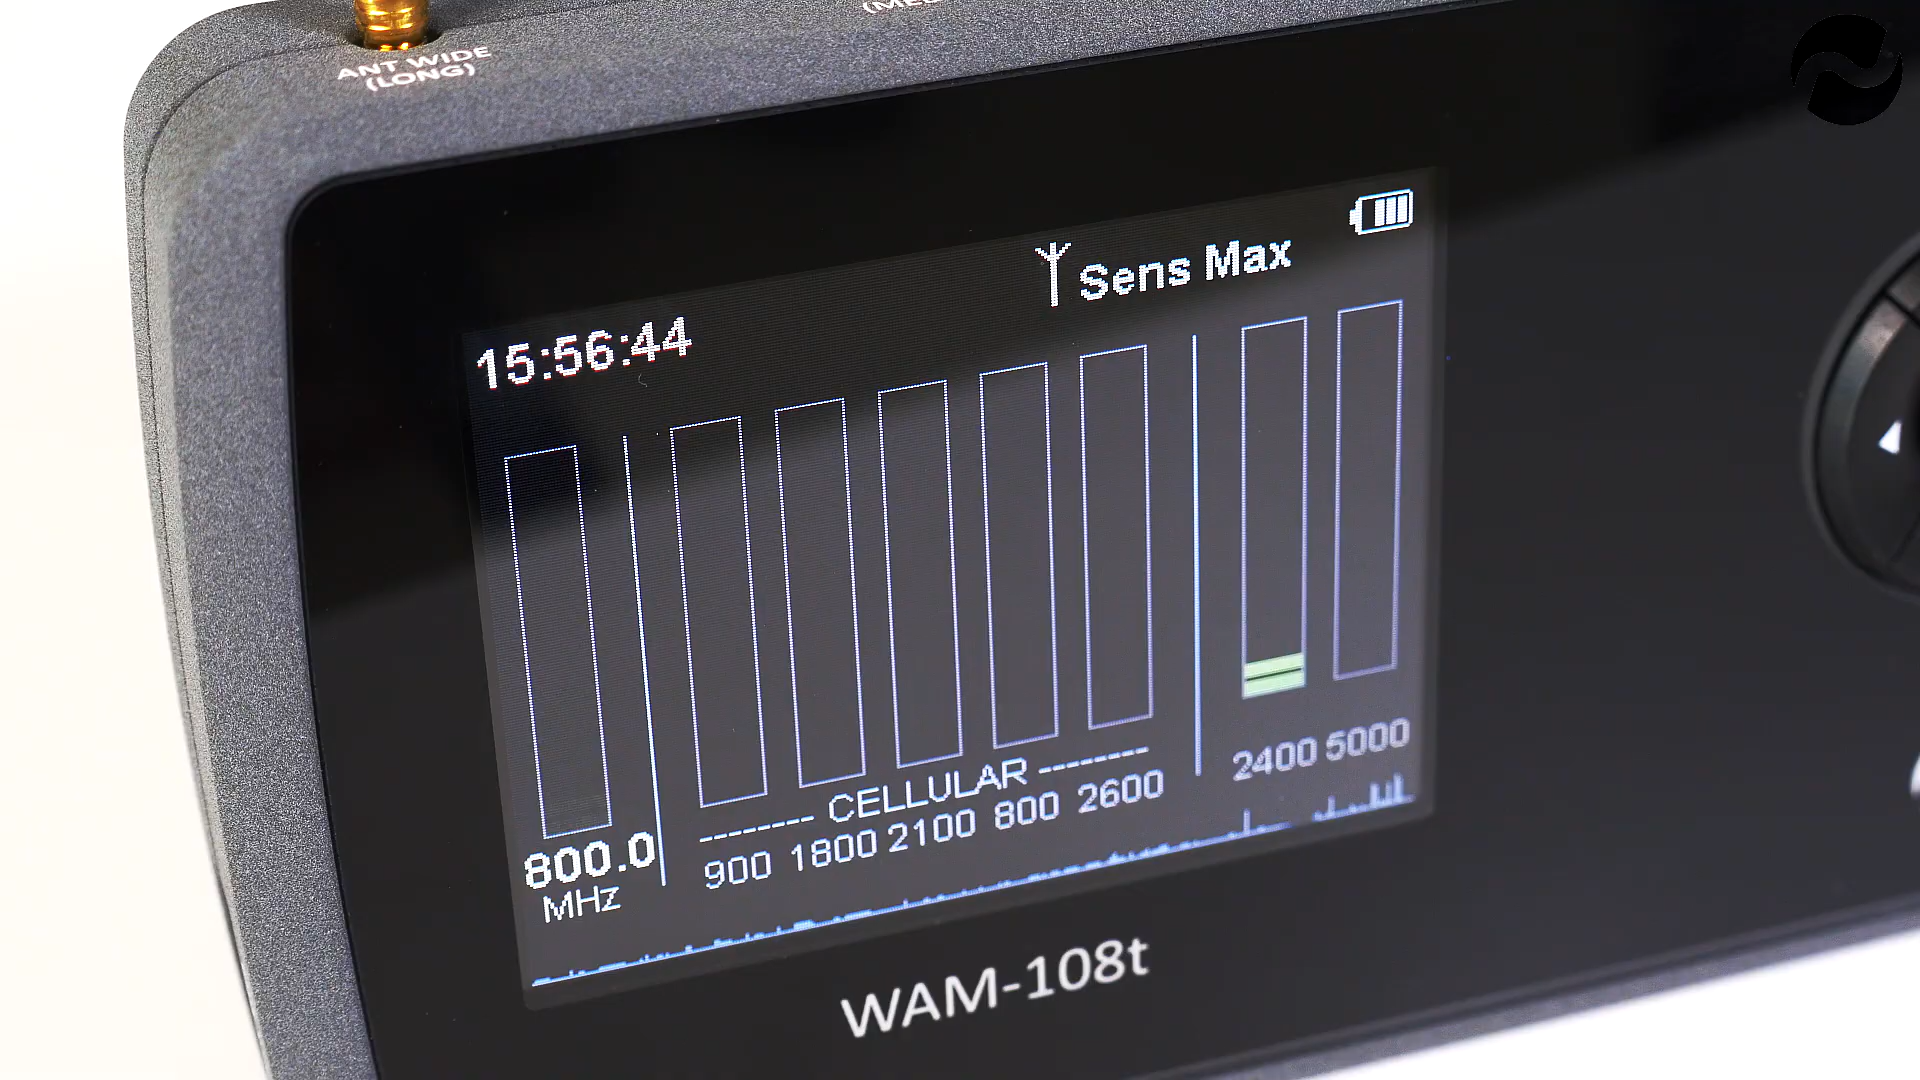 ANT WIDE
(LONG)
Sens Max
15:56:44
-------- CELLULAR --------
800.0
MHz
900 1800 2100 800 2600
2400 5000
WAM-108t